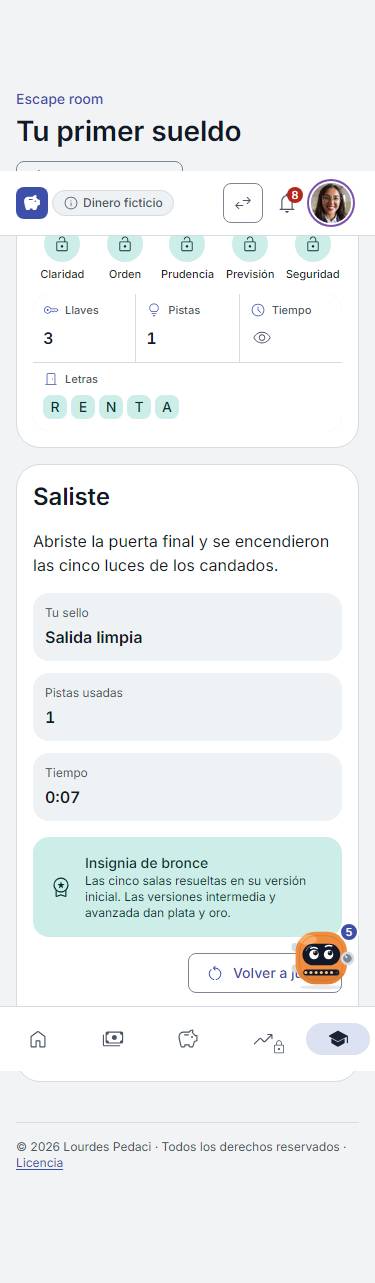 Escape room
Tu primer sueldo
Dinero ficticio
8
Claridad
Orden
Prudencia
Previsión
Seguridad
Llaves
Pistas
Tiempo
3
1
Letras
R E N T A
Saliste
Abriste la puerta final y se encendieron
las cinco luces de los candados.
Tu sello
Salida limpia
Pistas usadas
1
Tiempo
0:07
Insignia de bronce
Las cinco salas resueltas en su versión
inicial. Las versiones intermedia y
avanzada dan plata y oro.
5
Volver a
© 2026 Lourdes Pedaci · Todos los derechos reservados ·
Licencia